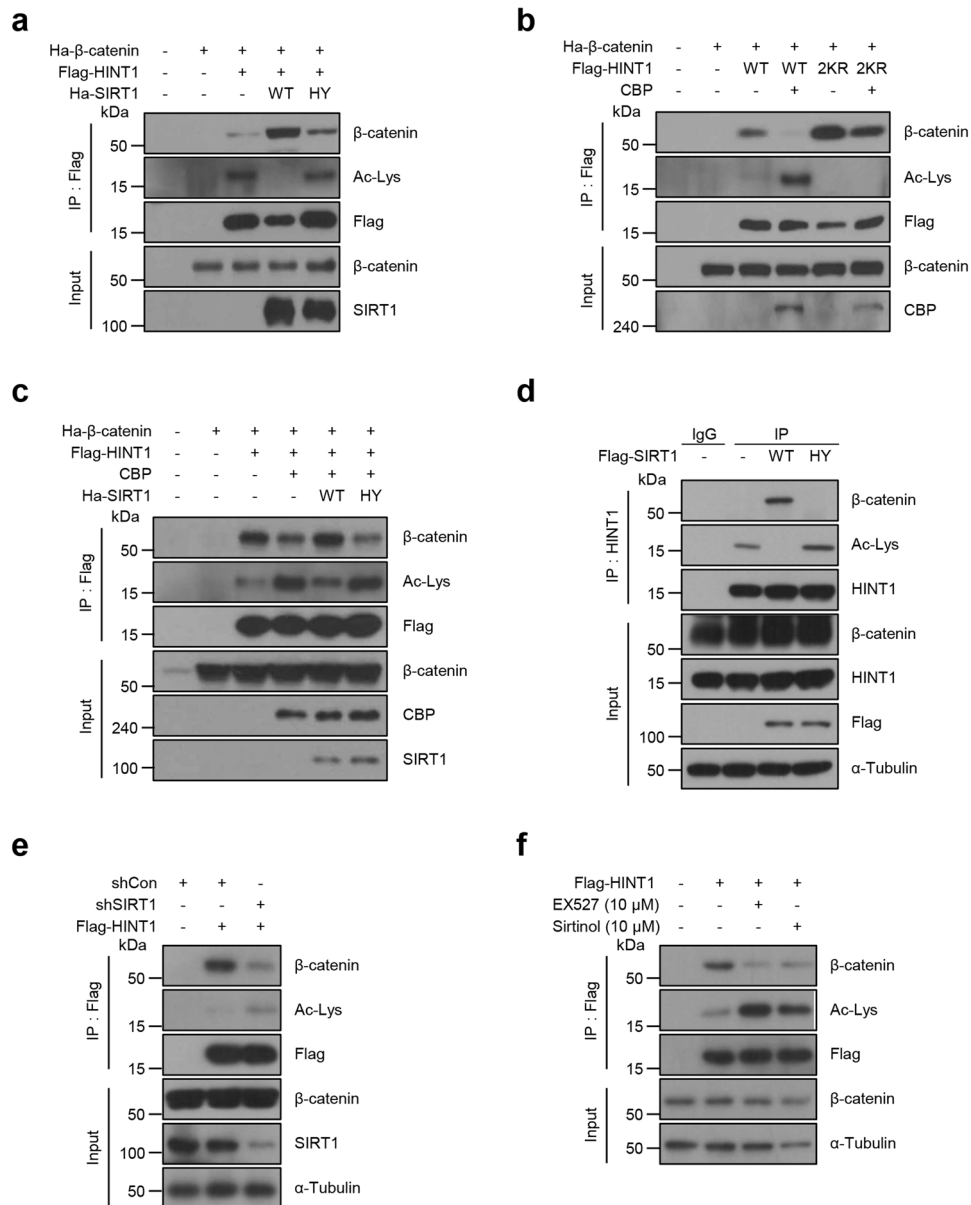 a
Ha-β-catenin - + + + +
Flag-HINT1 - - + + +
Ha-SIRT1 - - - WT HY
kDa
IP : Flag
50 β-catenin
15 Ac-Lys
15 Flag
Input
50 β-catenin
100 SIRT1
b
Ha-β-catenin - + + + + +
Flag-HINT1 - - WT WT 2KR 2KR
CBP - - - + - +
kDa
IP : Flag
50 β-catenin
15 Ac-Lys
15 Flag
Input
50 β-catenin
240 CBP
c
Ha-β-catenin - + + + + +
Flag-HINT1 - - + + + +
CBP - - - + + +
Ha-SIRT1 - - - - WT HY
kDa
IP : Flag
50 β-catenin
15 Ac-Lys
15 Flag
Input
50 β-catenin
240 CBP
100 SIRT1
d
IgG IP
Flag-SIRT1 - - WT HY
kDa
IP : HINT1
50 β-catenin
15 Ac-Lys
15 HINT1
Input
50 β-catenin
15 HINT1
100 Flag
50 α-Tubulin
e
shCon + + -
shSIRT1 - - +
Flag-HINT1 - + +
kDa
IP : Flag
50 β-catenin
15 Ac-Lys
15 Flag
Input
50 β-catenin
100 SIRT1
50 α-Tubulin
f
Flag-HINT1 - + + +
EX527 (10 μM) - - + -
Sirtinol (10 μM) - - - +
kDa
IP : Flag
50 β-catenin
15 Ac-Lys
15 Flag
Input
50 β-catenin
50 α-Tubulin